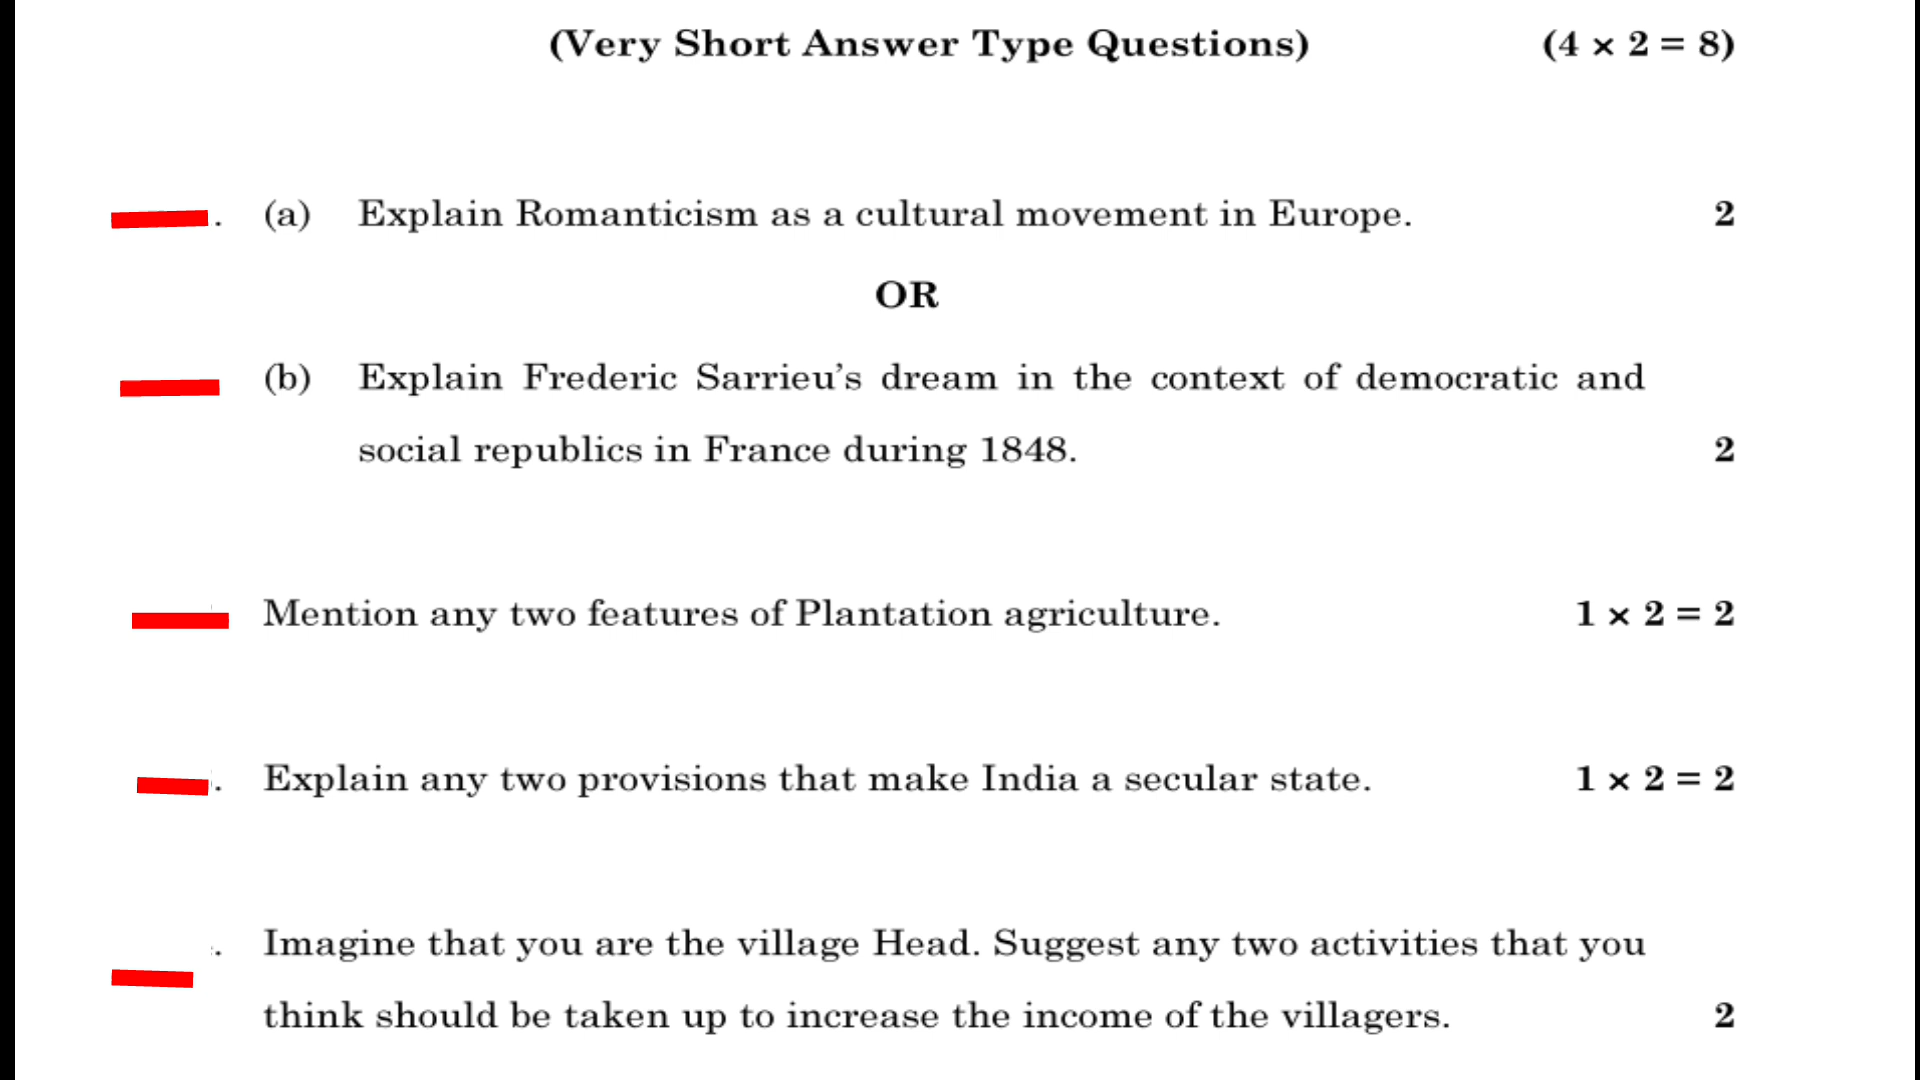 (Very Short Answer Type Questions) (4 × 2 = 8)
. (a) Explain Romanticism as a cultural movement in Europe. 2
OR
(b) Explain Frederic Sarrieu's dream in the context of democratic and
social republics in France during 1848. 2
Mention any two features of Plantation agriculture. 1 × 2 = 2
. Explain any two provisions that make India a secular state. 1 × 2 = 2
. Imagine that you are the village Head. Suggest any two activities that you
think should be taken up to increase the income of the villagers. 2